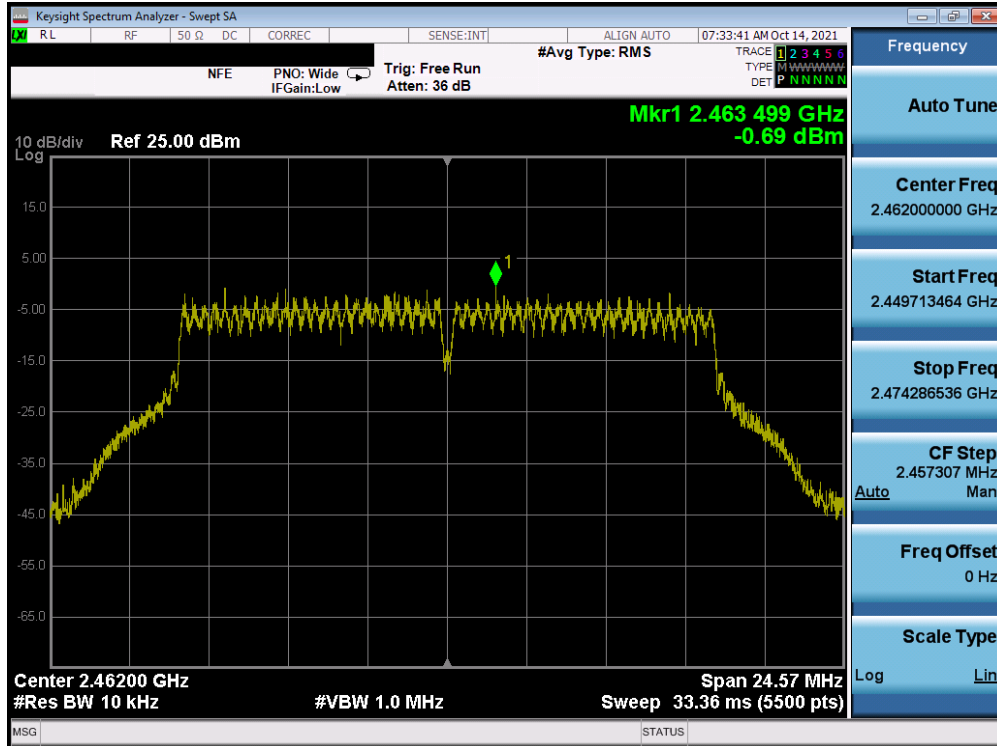 Keysight Spectrum Analyzer - Swept SA
LXI RL RF 50 Ω DC CORREC SENSE:INT ALIGN AUTO 07:33:41 AM Oct 14, 2021
NFE PNO: Wide IFGain:Low Trig: Free Run Atten: 36 dB #Avg Type: RMS
TRACE 1 2 3 4 5 6
TYPE M WWWWW
DET P N N N N N
Mkr1 2.463 499 GHz
-0.69 dBm
10 dB/div Ref 25.00 dBm
Log
15.0
5.00
1
-5.00
-15.0
-25.0
-35.0
-45.0
-55.0
-65.0
Center 2.46200 GHz Span 24.57 MHz
#Res BW 10 kHz #VBW 1.0 MHz Sweep 33.36 ms (5500 pts)
MSG STATUS
Frequency
Auto Tune
Center Freq
2.462000000 GHz
Start Freq
2.449713464 GHz
Stop Freq
2.474286536 GHz
CF Step
2.457307 MHz
Auto Man
Freq Offset
0 Hz
Scale Type
Log Lin